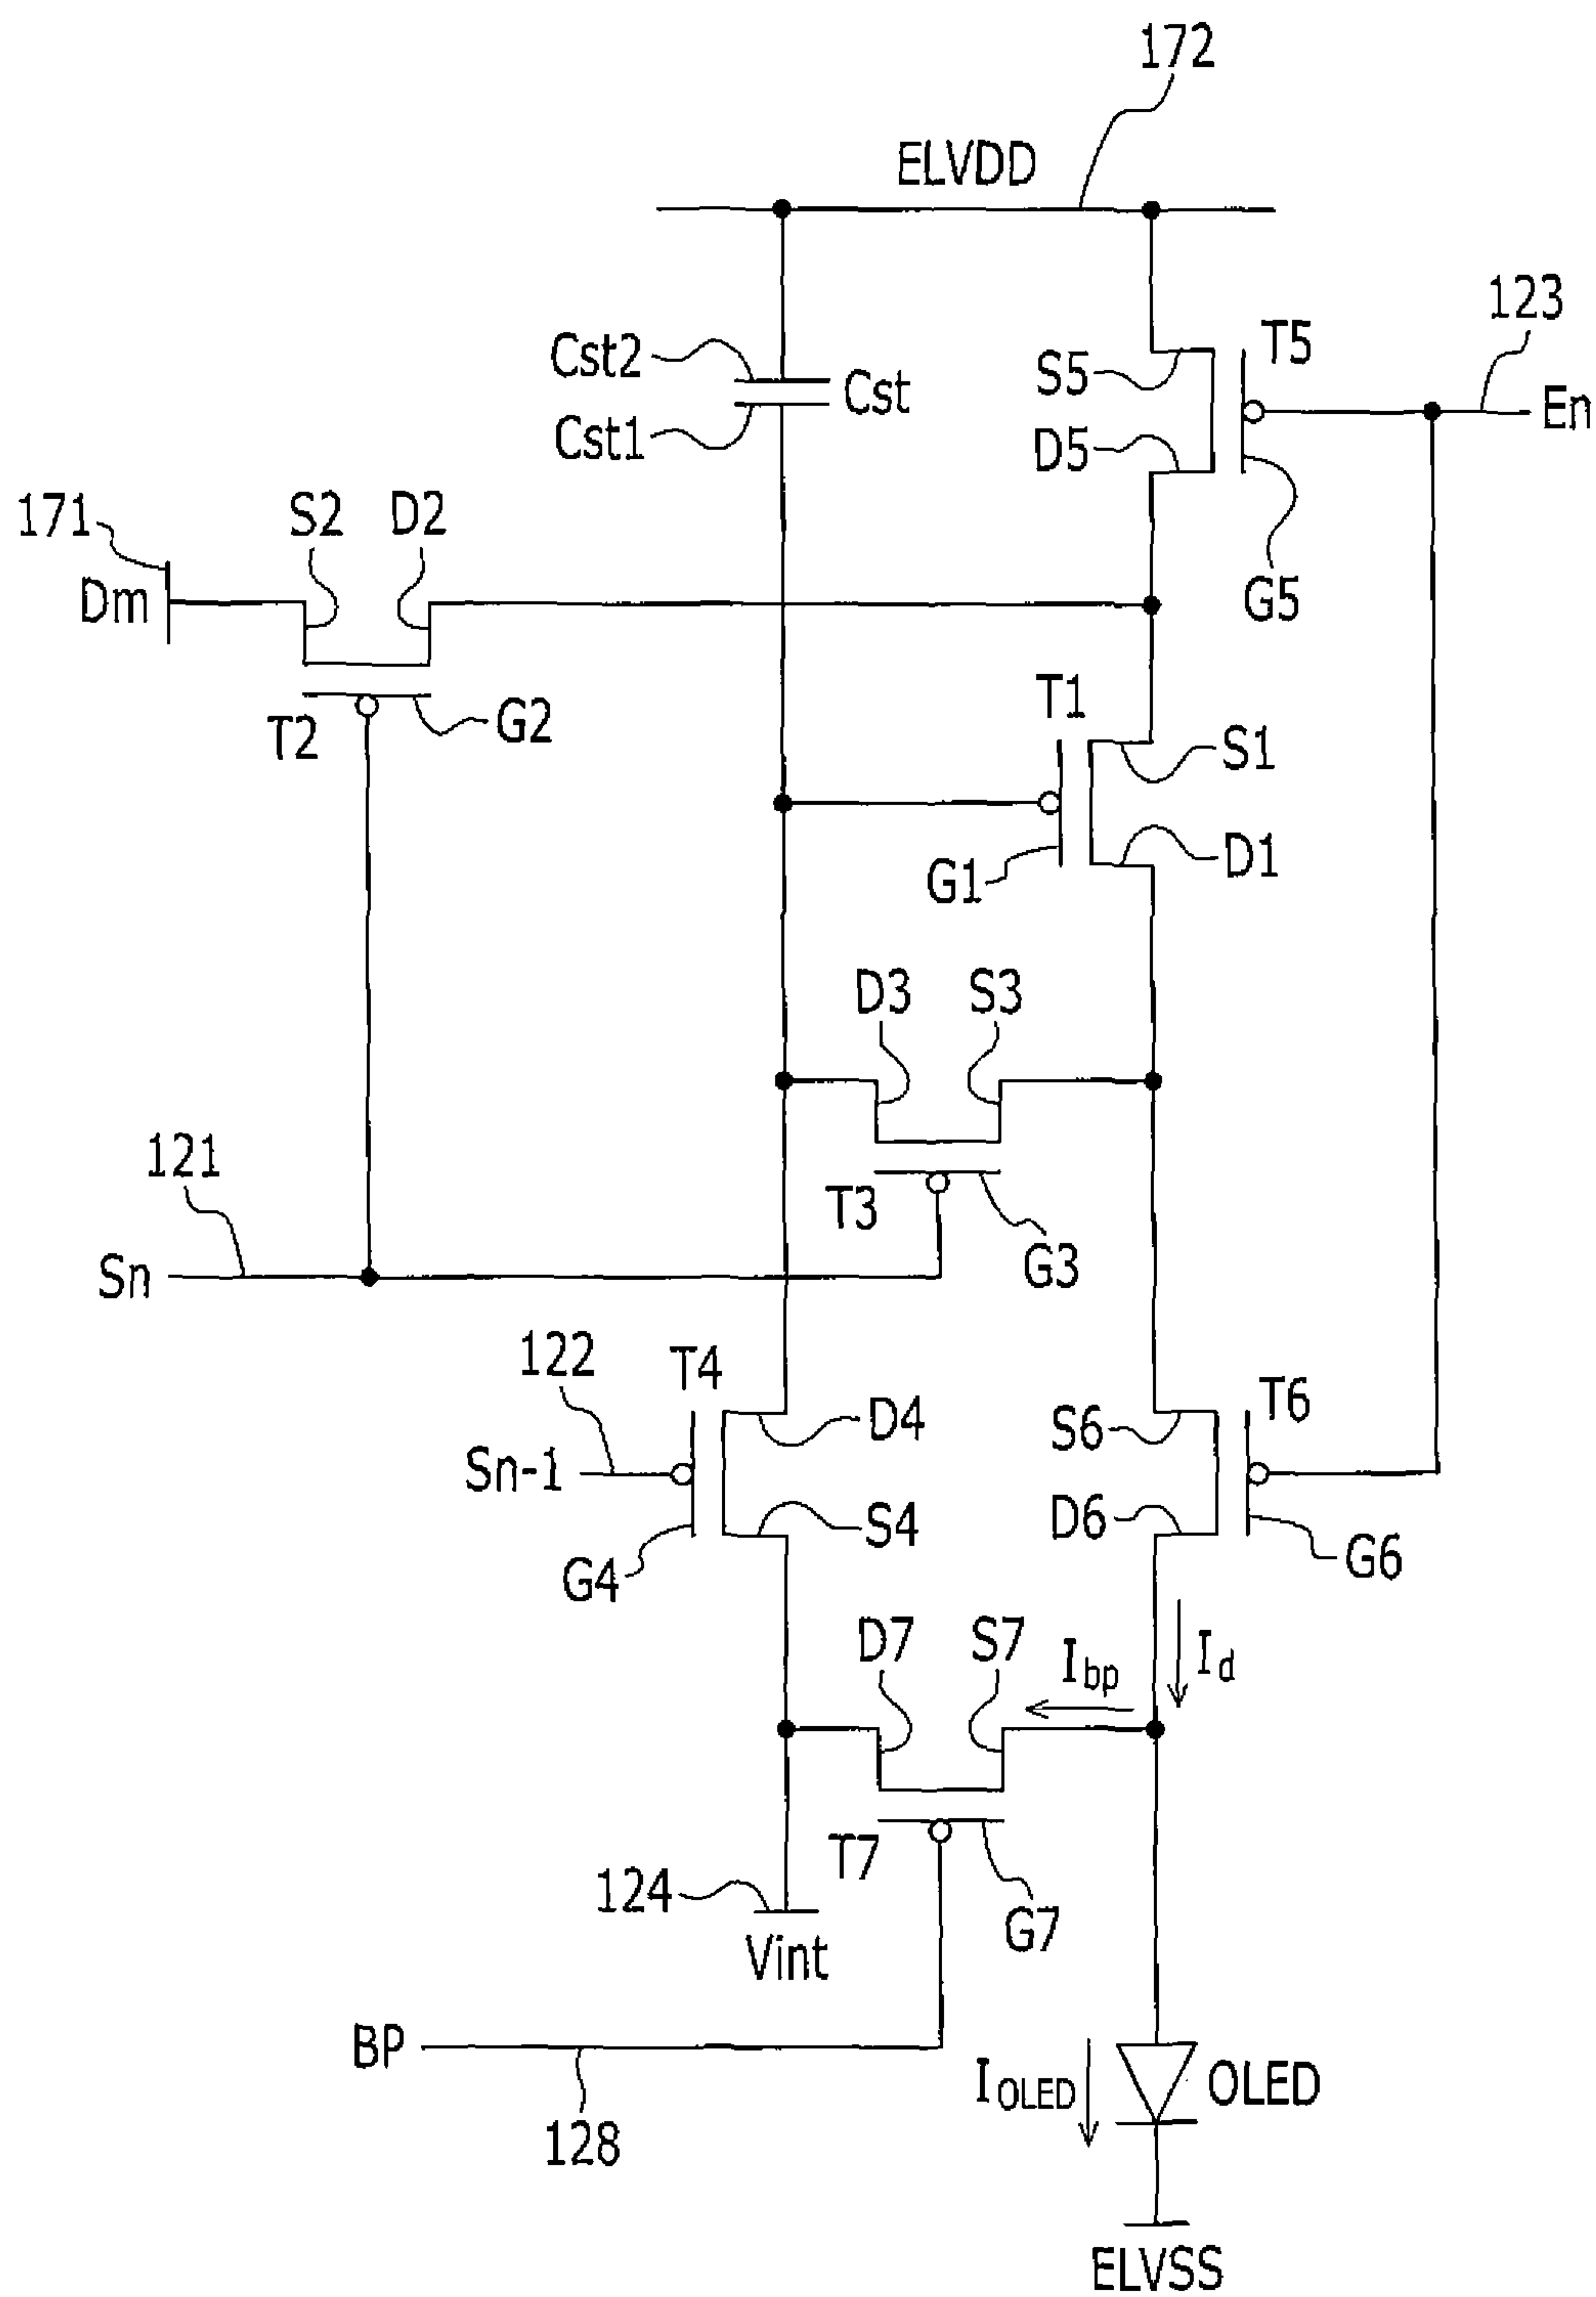 172
ELVDD
123
T5
Cst2
S5
Cst
En
Cst1
D5
171
S2
D2
Dm
G5
T1
G2
T2
S1
D1
G1
D3
S3
121
T3
G3
Sn
122
T4
T6
D4
S6
Sn-1
S4
D6
G4
G6
D7
S7
Ibp
Id
T7
124
G7
Vint
BP
IOLED
OLED
128
ELVSS